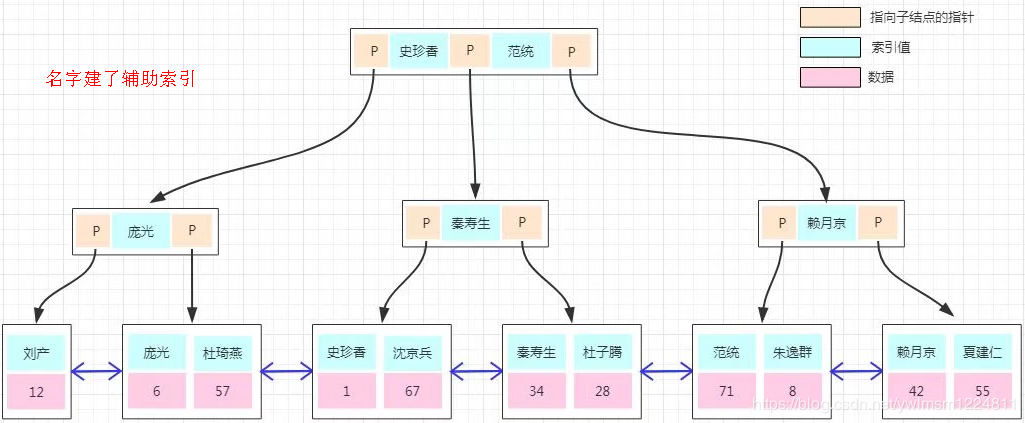 指向子结点的指针
索引值
数据
名字建了辅助索引
P 史珍香 P 范统 P
P 庞光 P
P 秦寿生 P
P 赖月京 P
刘产
12
庞光 杜琦燕
6 57
史珍香 沈京兵
1 67
秦寿生 杜子腾
34 28
范统 朱逸群
71 8
赖月京 夏建仁
42 55
https://blog.csdn.net/ywlmsm1224811